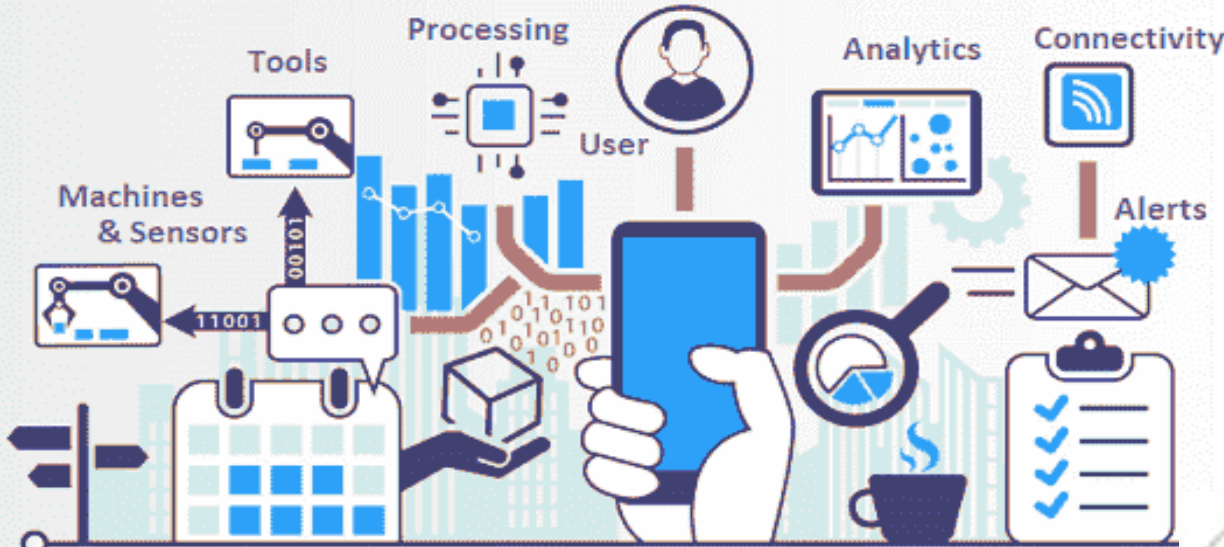 Processing
Tools
Analytics
Connectivity
User
Machines
& Sensors
Alerts
10100
11001